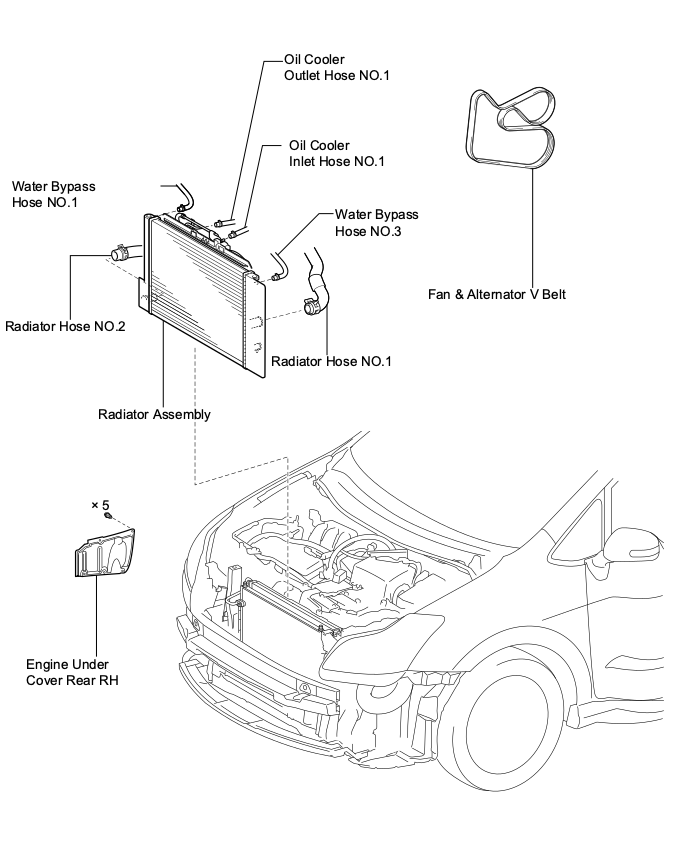 Oil Cooler
Outlet Hose NO.1
Oil Cooler
Inlet Hose NO.1
Water Bypass
Hose NO.1
Water Bypass
Hose NO.3
Fan & Alternator V Belt
Radiator Hose NO.2
Radiator Hose NO.1
Radiator Assembly
× 5
Engine Under
Cover Rear RH